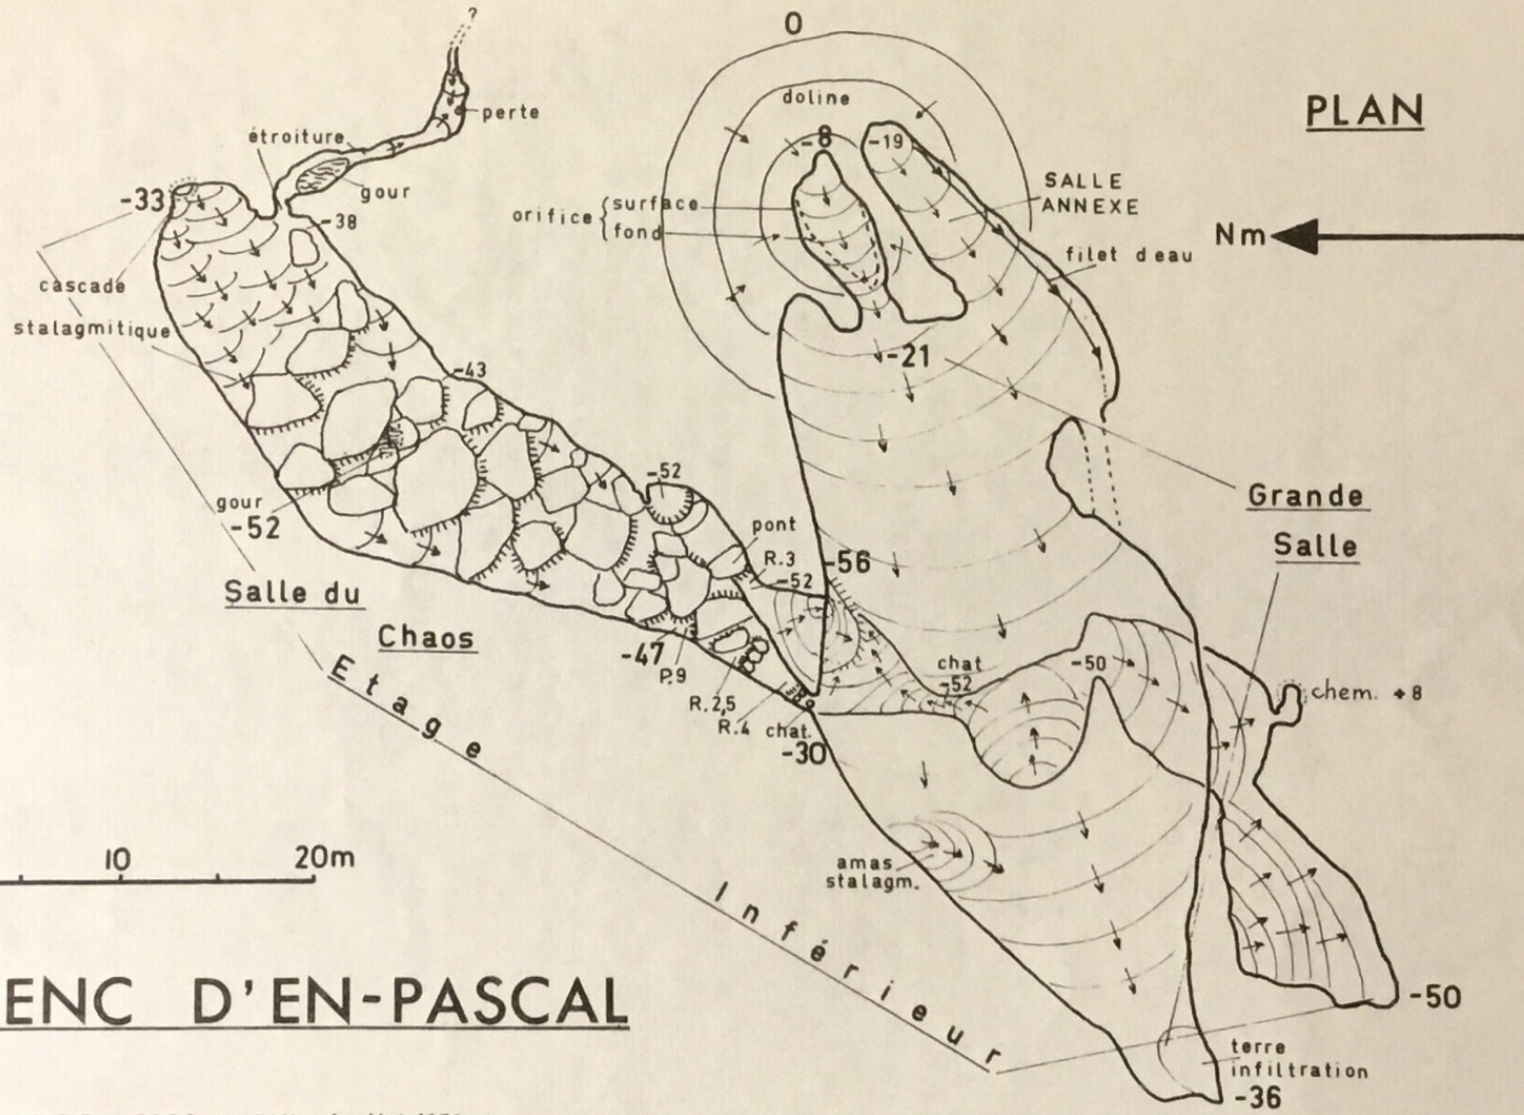 ?
O
PLAN
doline
perte
étroiture
-8
-19
gour
-33
-38
SALLE
ANNEXE
orifice { surface
fond
Nm
filet d'eau
cascade
stalagmitique
-21
-43
-52
gour
-52
pont
Grande
Salle
R.3
-52
-56
Salle du
Chaos
-47
P.9
chat
-52
-50
chem. +8
R.2,5
R.4
chat.
-30
Etage
Inférieur
10
20m
amas
stalagm.
ENC D'EN-PASCAL
-50
terre
infiltration
-36